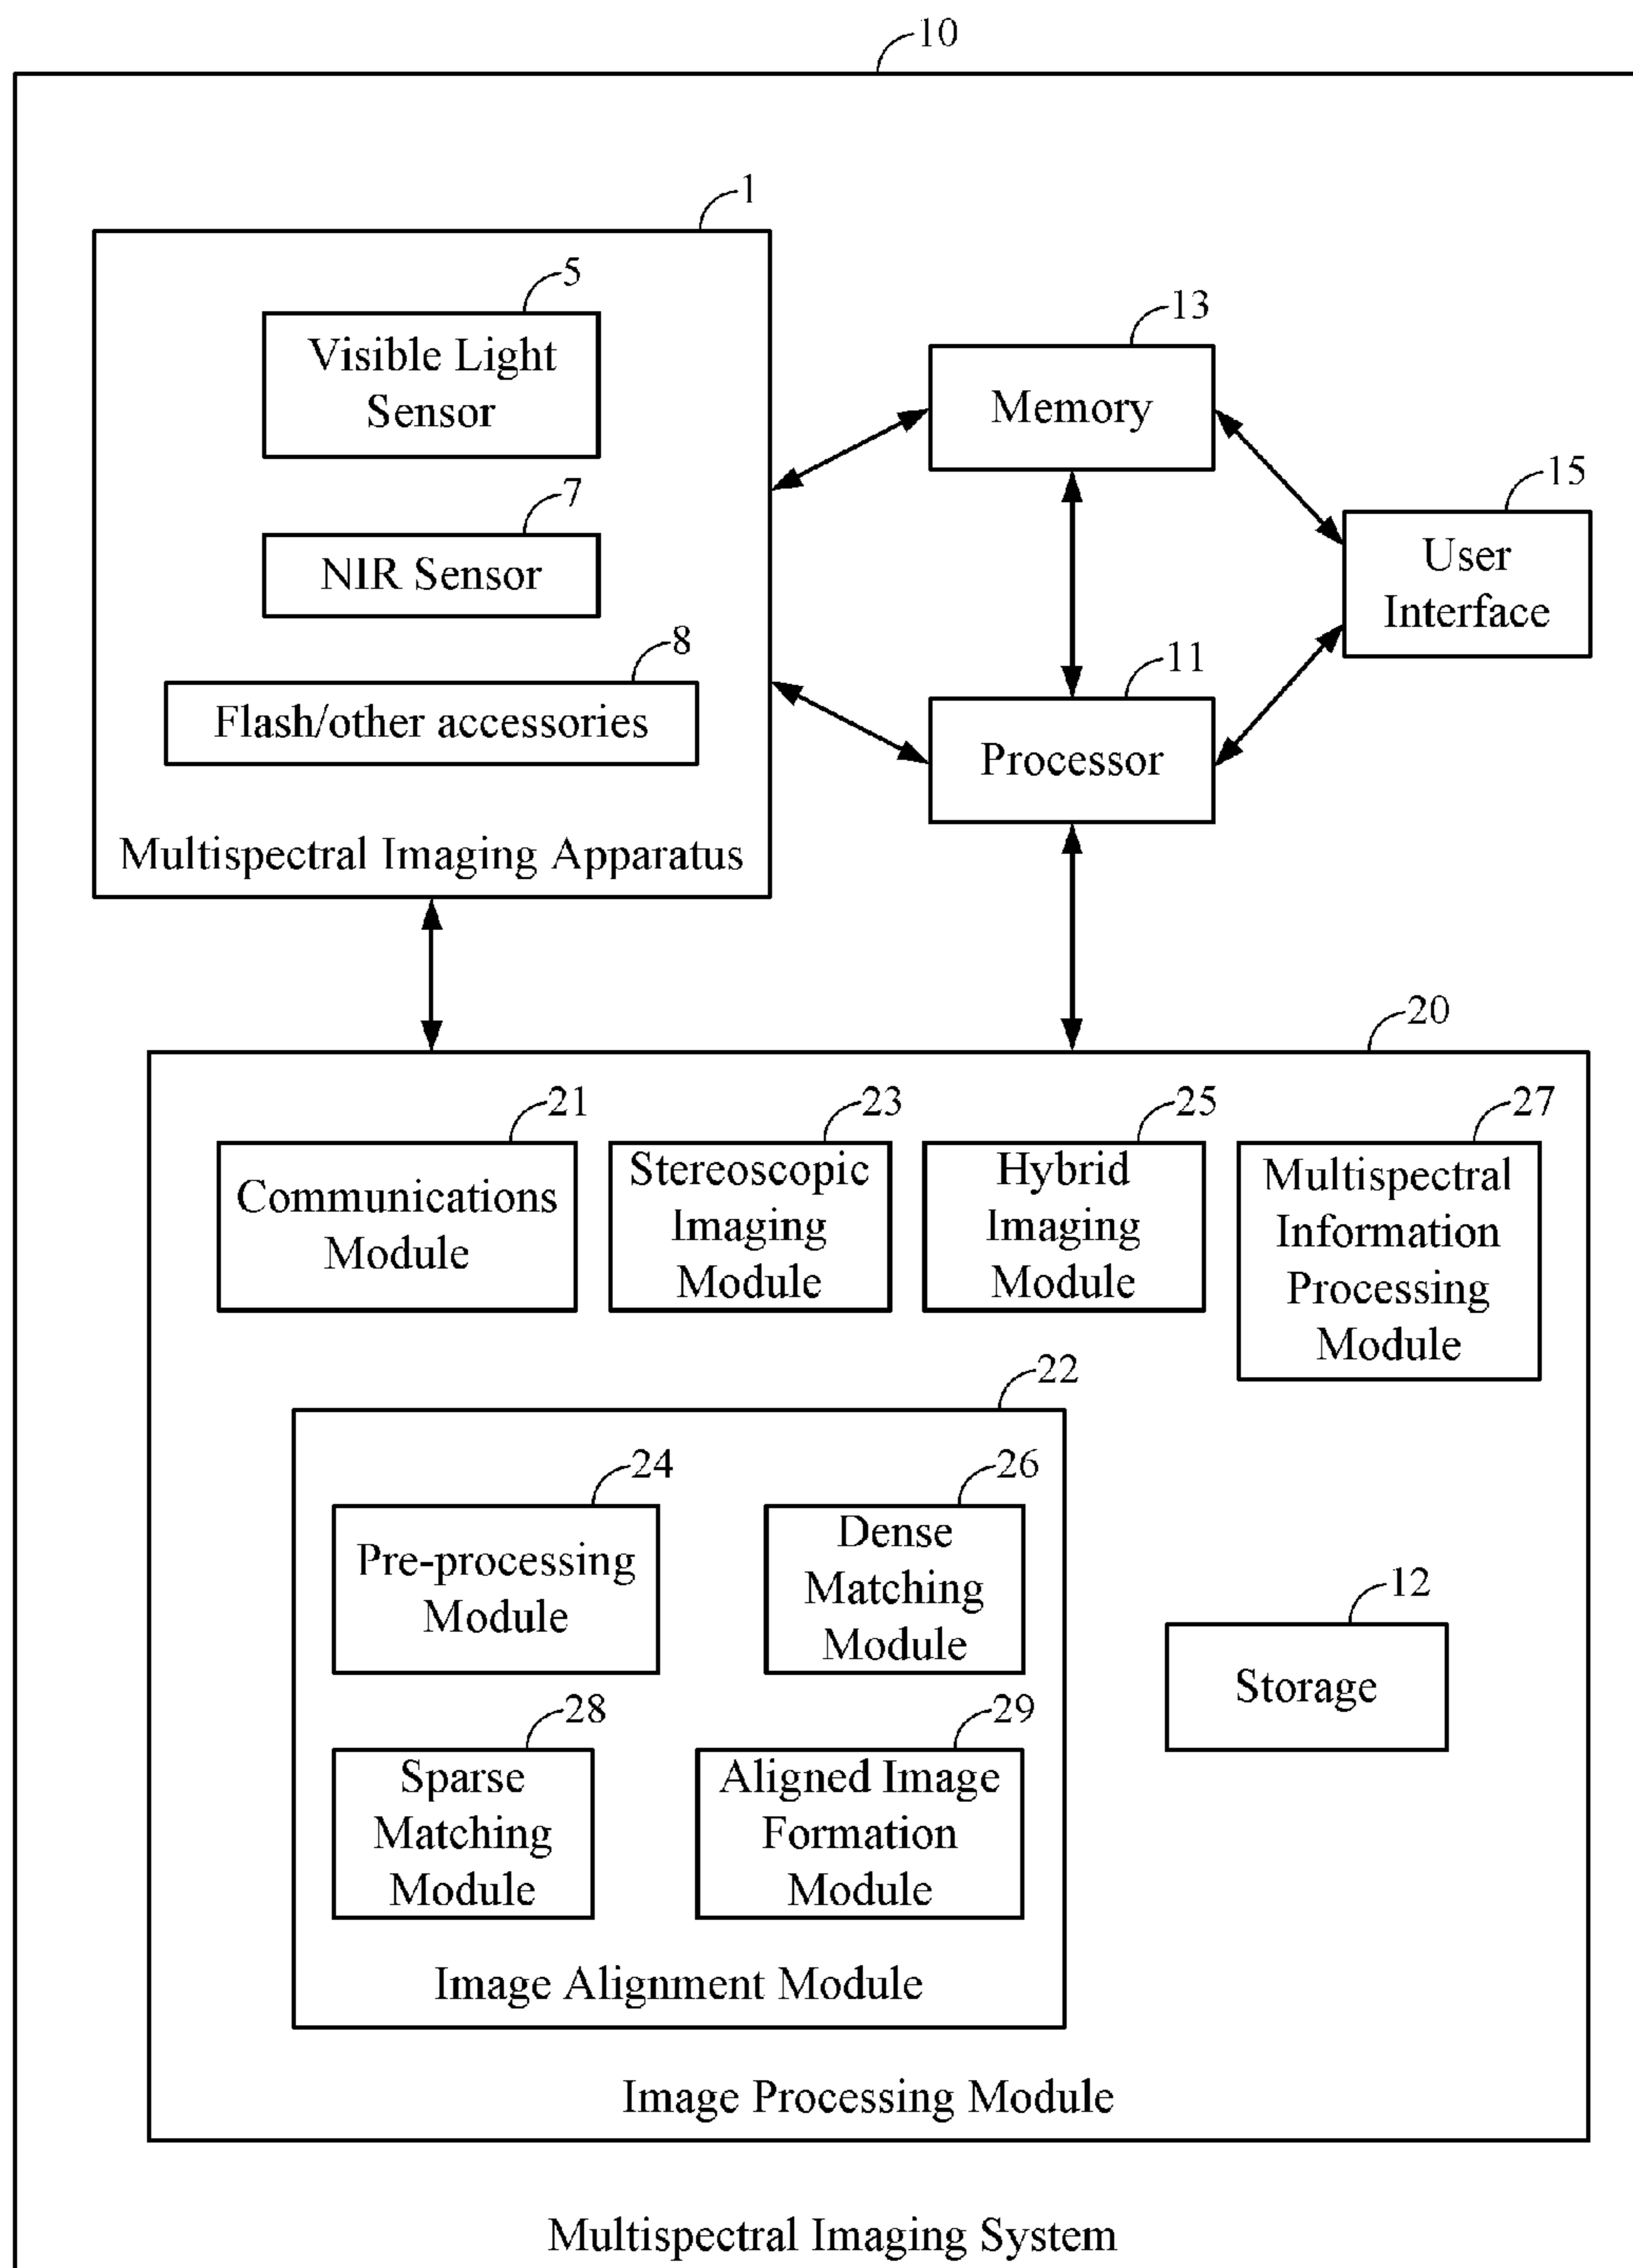 10
1
5
Visible Light
Sensor
7
NIR Sensor
8
Flash/other accessories
Multispectral Imaging Apparatus
13
Memory
15
User
Interface
11
Processor
20
21
Communications
Module
23
Stereoscopic
Imaging
Module
25
Hybrid
Imaging
Module
27
Multispectral
Information
Processing
Module
22
24
Pre-processing
Module
26
Dense
Matching
Module
28
Sparse
Matching
Module
29
Aligned Image
Formation
Module
Image Alignment Module
12
Storage
Image Processing Module
Multispectral Imaging System